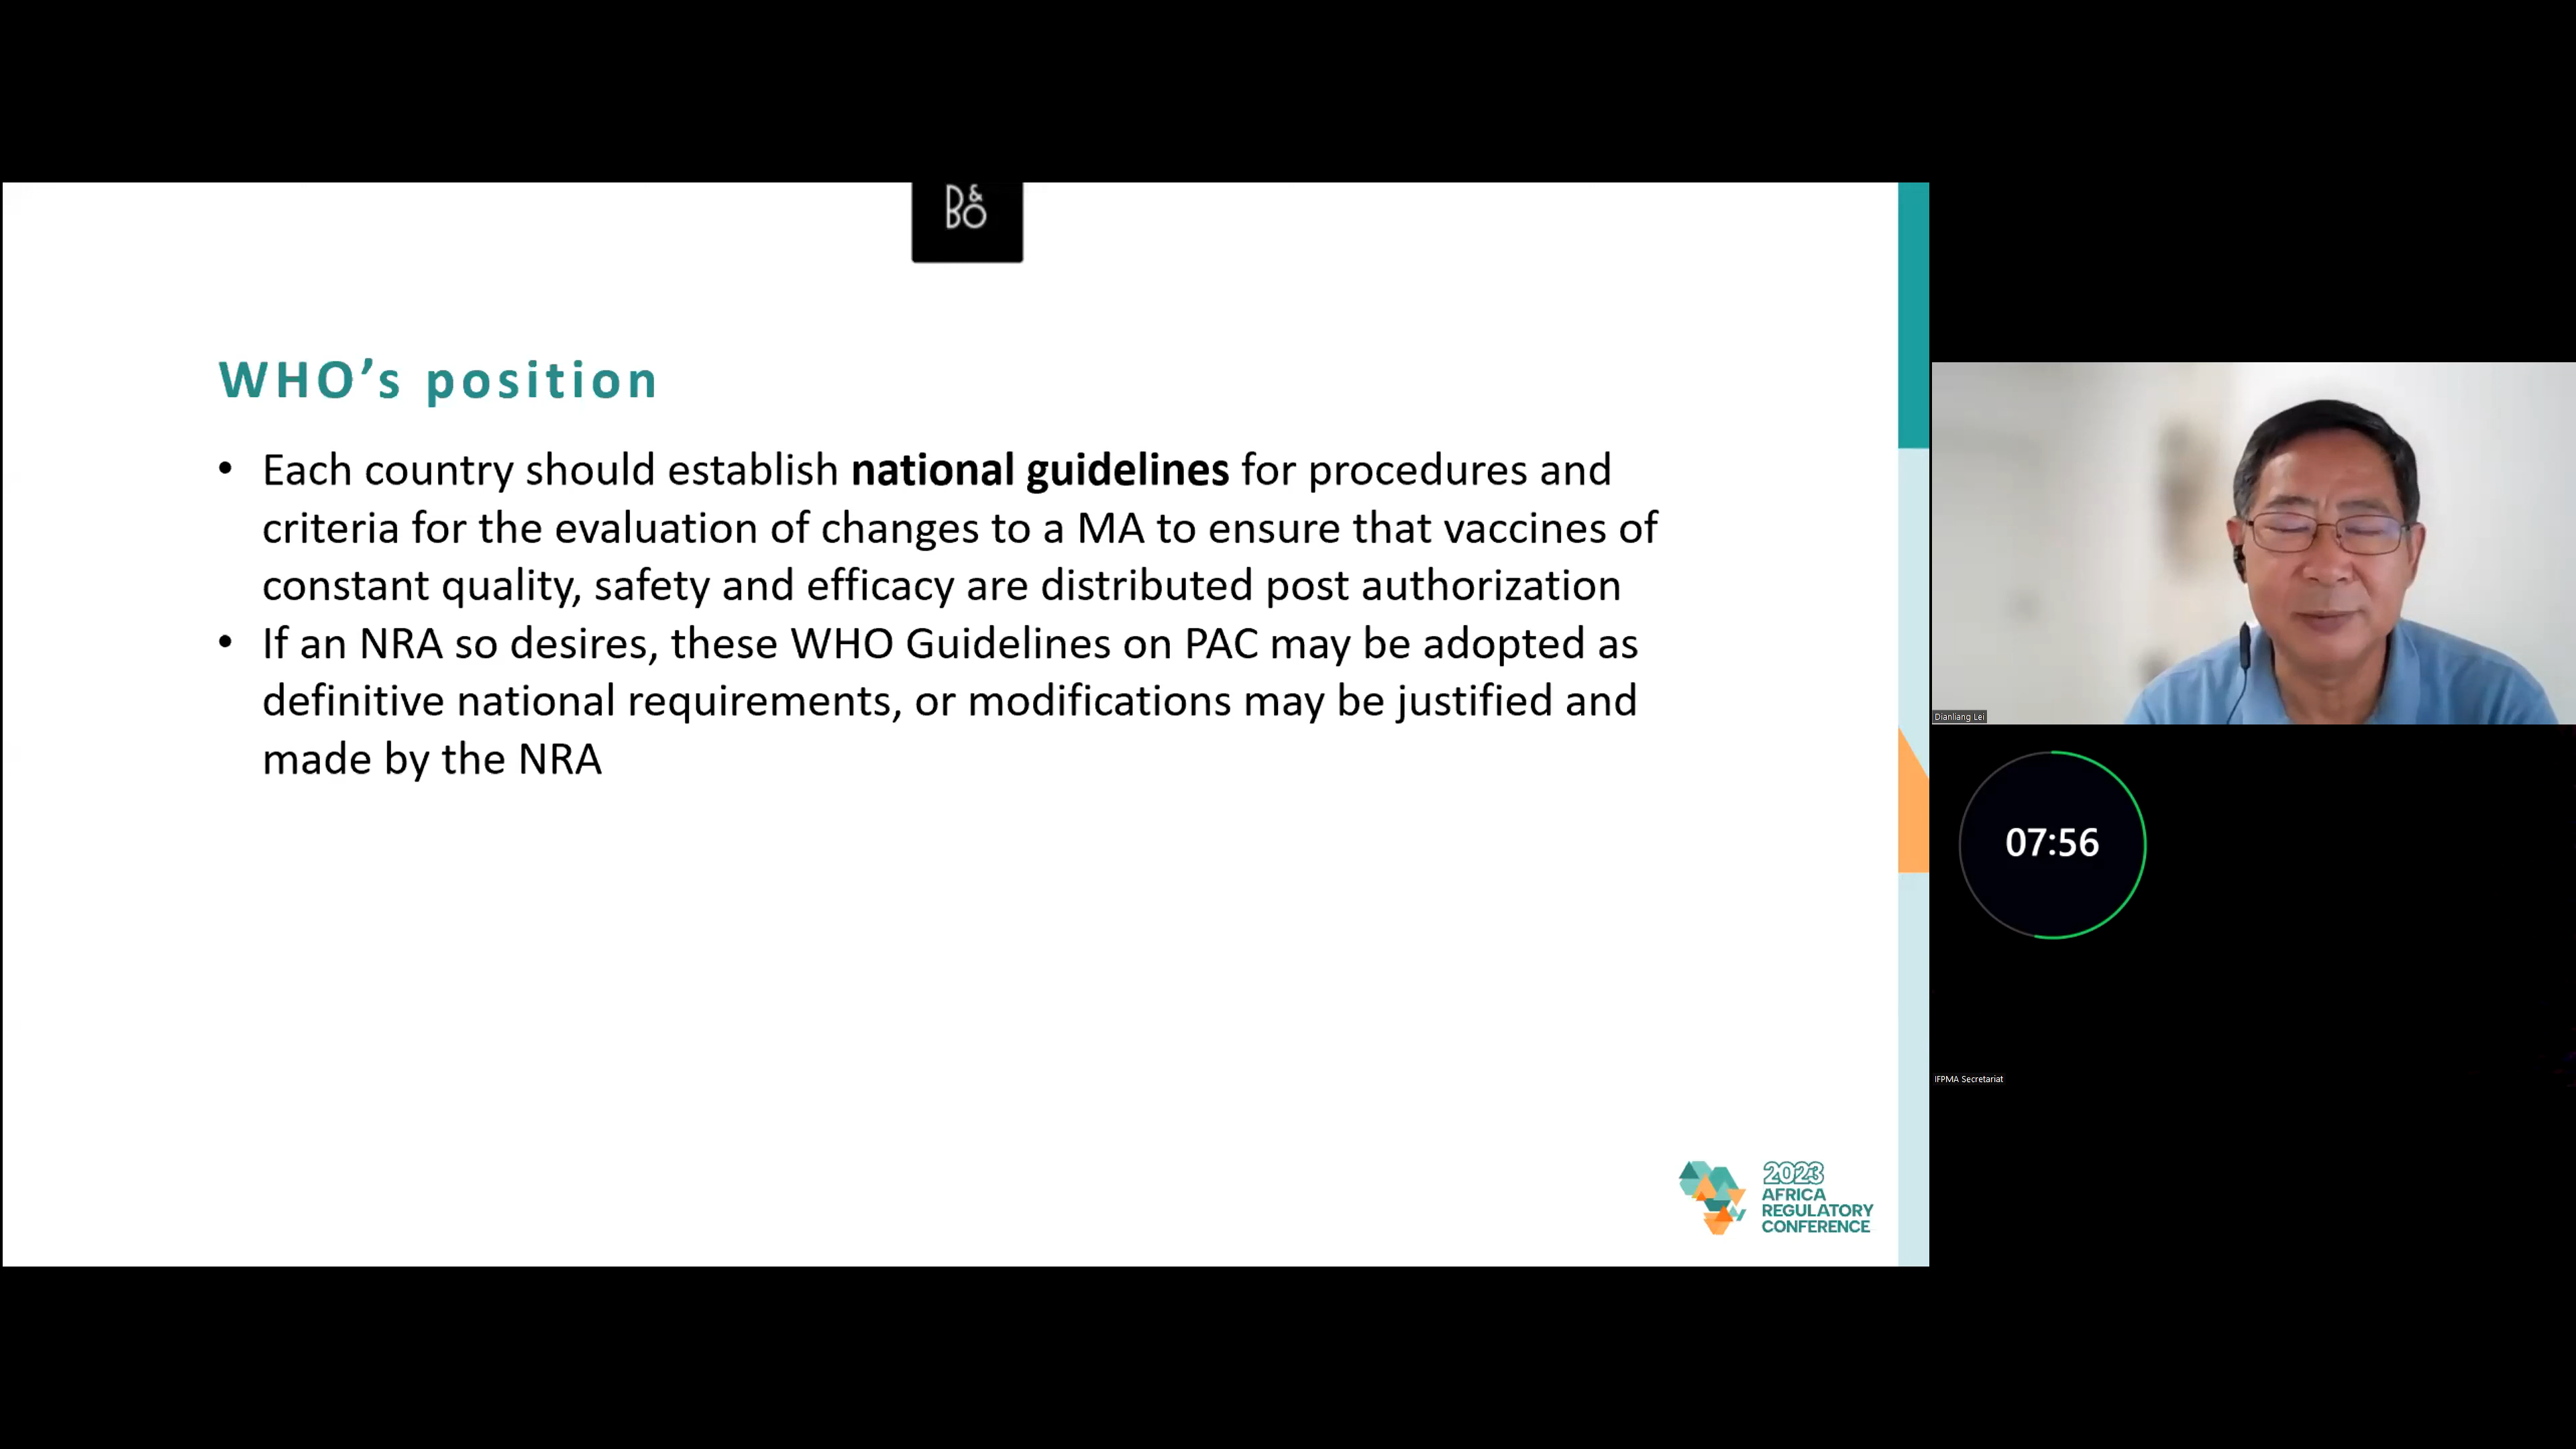 B&O
WHO's position
• Each country should establish national guidelines for procedures and
criteria for the evaluation of changes to a MA to ensure that vaccines of
constant quality, safety and efficacy are distributed post authorization
• If an NRA so desires, these WHO Guidelines on PAC may be adopted as
definitive national requirements, or modifications may be justified and
made by the NRA
2023
AFRICA
REGULATORY
CONFERENCE
Dianliang Lei
07:56
IFPMA Secretariat